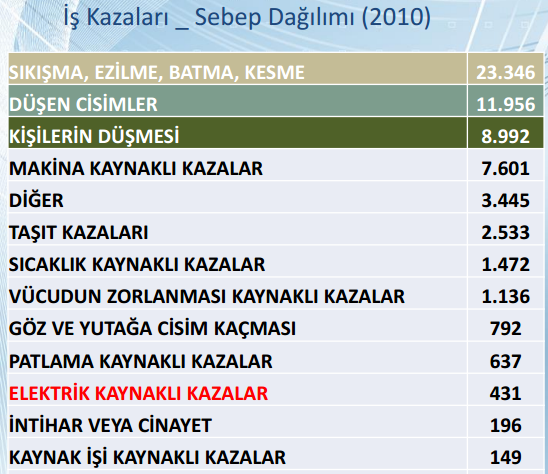 İş Kazaları _ Sebep Dağılımı (2010)
SIKIŞMA, EZİLME, BATMA, KESME 23.346
DÜŞEN CİSİMLER 11.956
KİŞİLERİN DÜŞMESİ 8.992
MAKİNA KAYNAKLI KAZALAR 7.601
DİĞER 3.445
TAŞIT KAZALARI 2.533
SICAKLIK KAYNAKLI KAZALAR 1.472
VÜCUDUN ZORLANMASI KAYNAKLI KAZALAR 1.136
GÖZ VE YUTAĞA CİSİM KAÇMASI 792
PATLAMA KAYNAKLI KAZALAR 637
ELEKTRİK KAYNAKLI KAZALAR 431
İNTİHAR VEYA CİNAYET 196
KAYNAK İŞİ KAYNAKLI KAZALAR 149